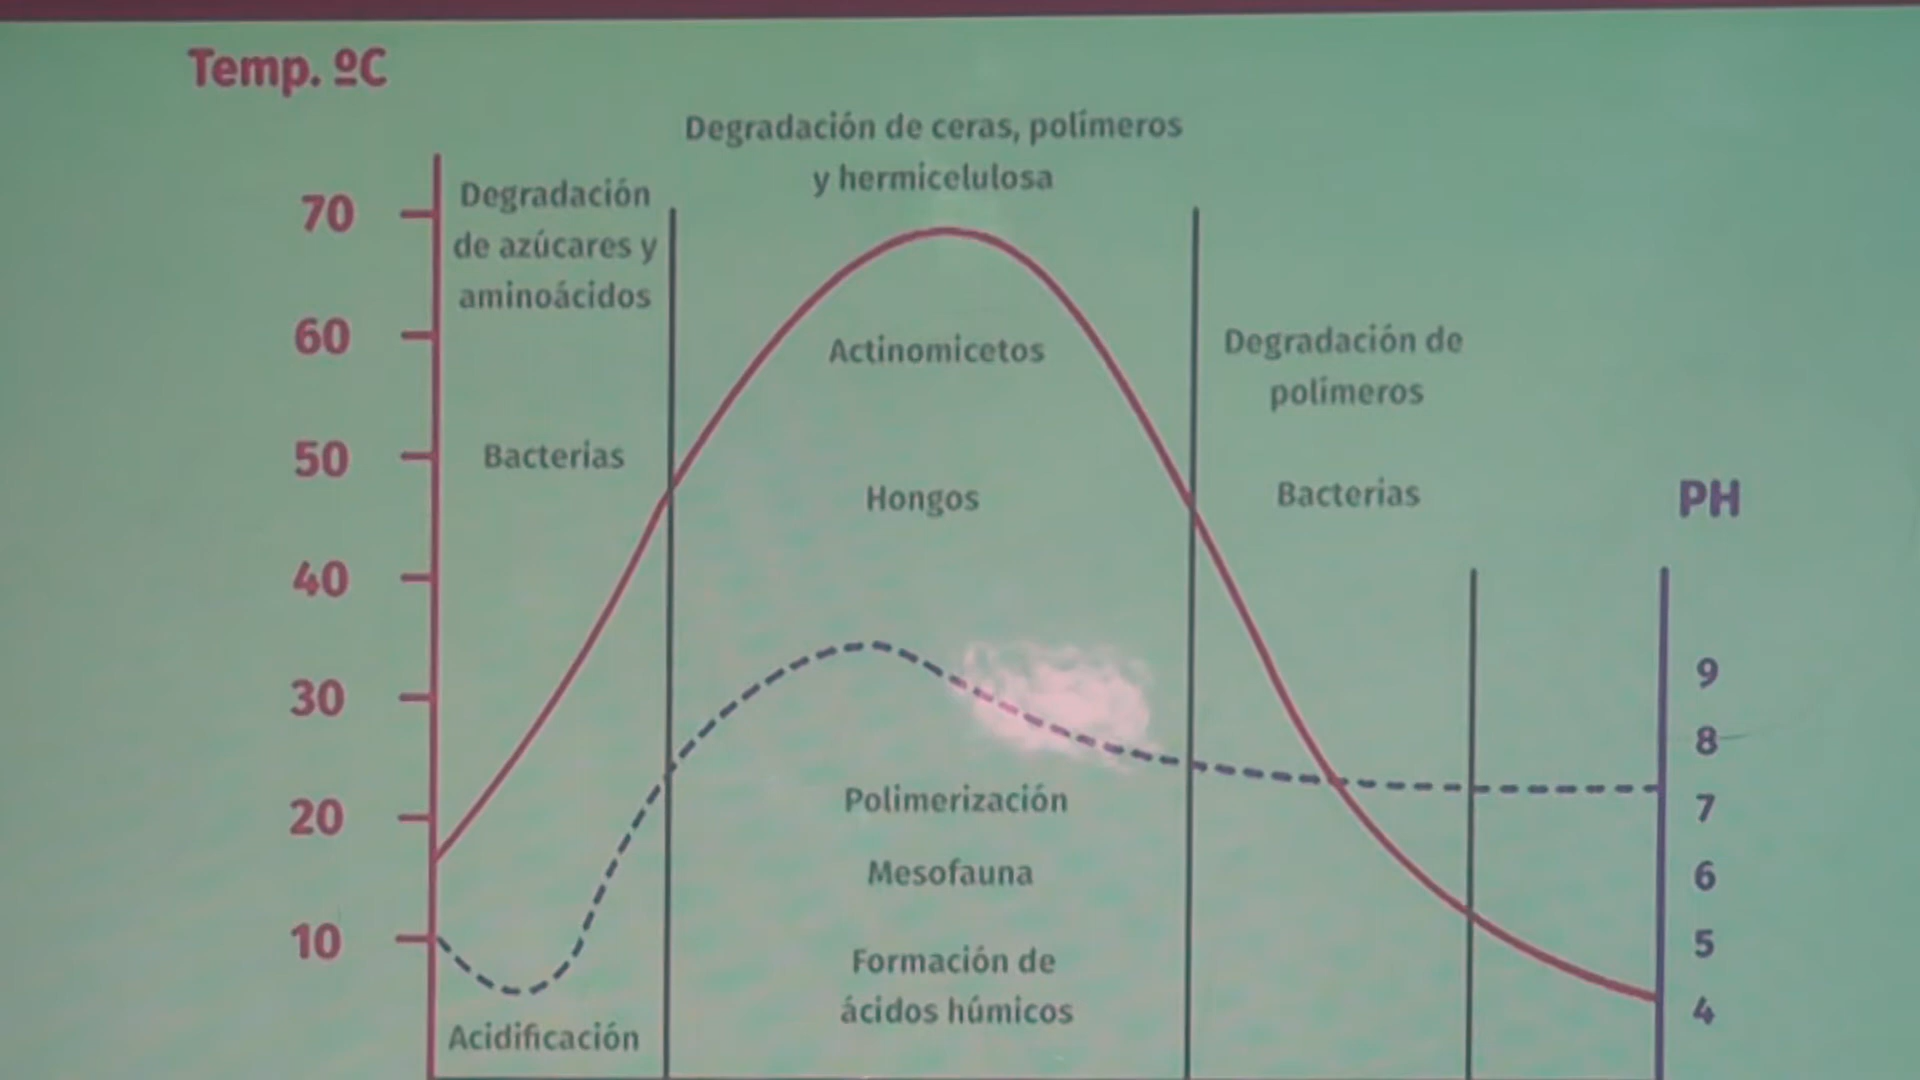 Temp. ºC
Degradación de ceras, polímeros
y hermicelulosa
Degradación
de azúcares y
aminoácidos
70
60
50
40
30
20
10
Actinomicetos
Degradación de
polímeros
Bacterias
Hongos
Bacterias
PH
9
8
7
6
5
4
Polimerización
Mesofauna
Formación de
ácidos húmicos
Acidificación